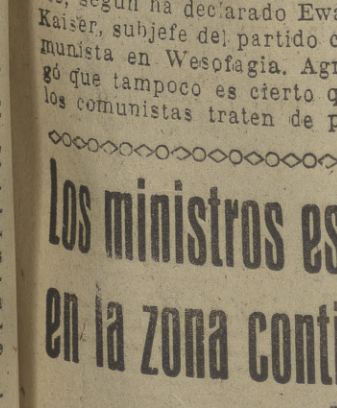 según ha declarado Ewa
Kaiser, subjefe del partido c
munista en Wesofagia. Agr
gó que tampoco es cierto q
los comunistas traten de p
Los ministros es
en la zona conti